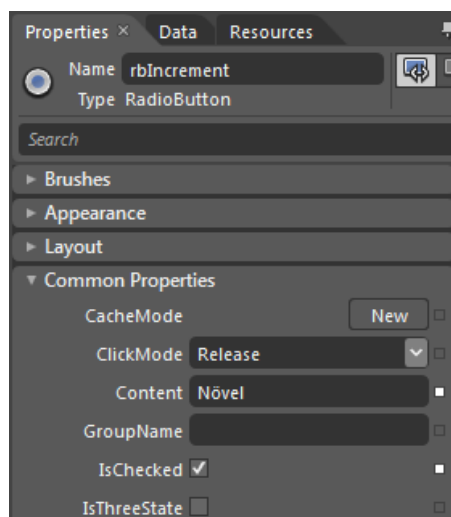 Properties × Data Resources
Name rbIncrement
Type RadioButton
Search
Brushes
Appearance
Layout
Common Properties
CacheMode New
ClickMode Release
Content Növel
GroupName
IsChecked
IsThreeState